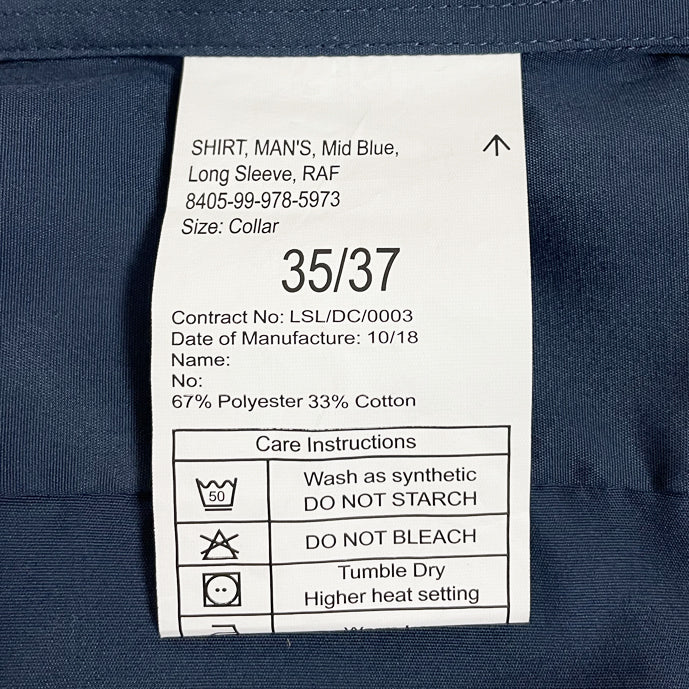 SHIRT, MAN'S, Mid Blue,
Long Sleeve, RAF
8405-99-978-5973
Size: Collar
35/37
Contract No: LSL/DC/0003
Date of Manufacture: 10/18
Name:
No:
67% Polyester 33% Cotton
Care Instructions
50
Wash as synthetic
DO NOT STARCH
DO NOT BLEACH
Tumble Dry
Higher heat setting